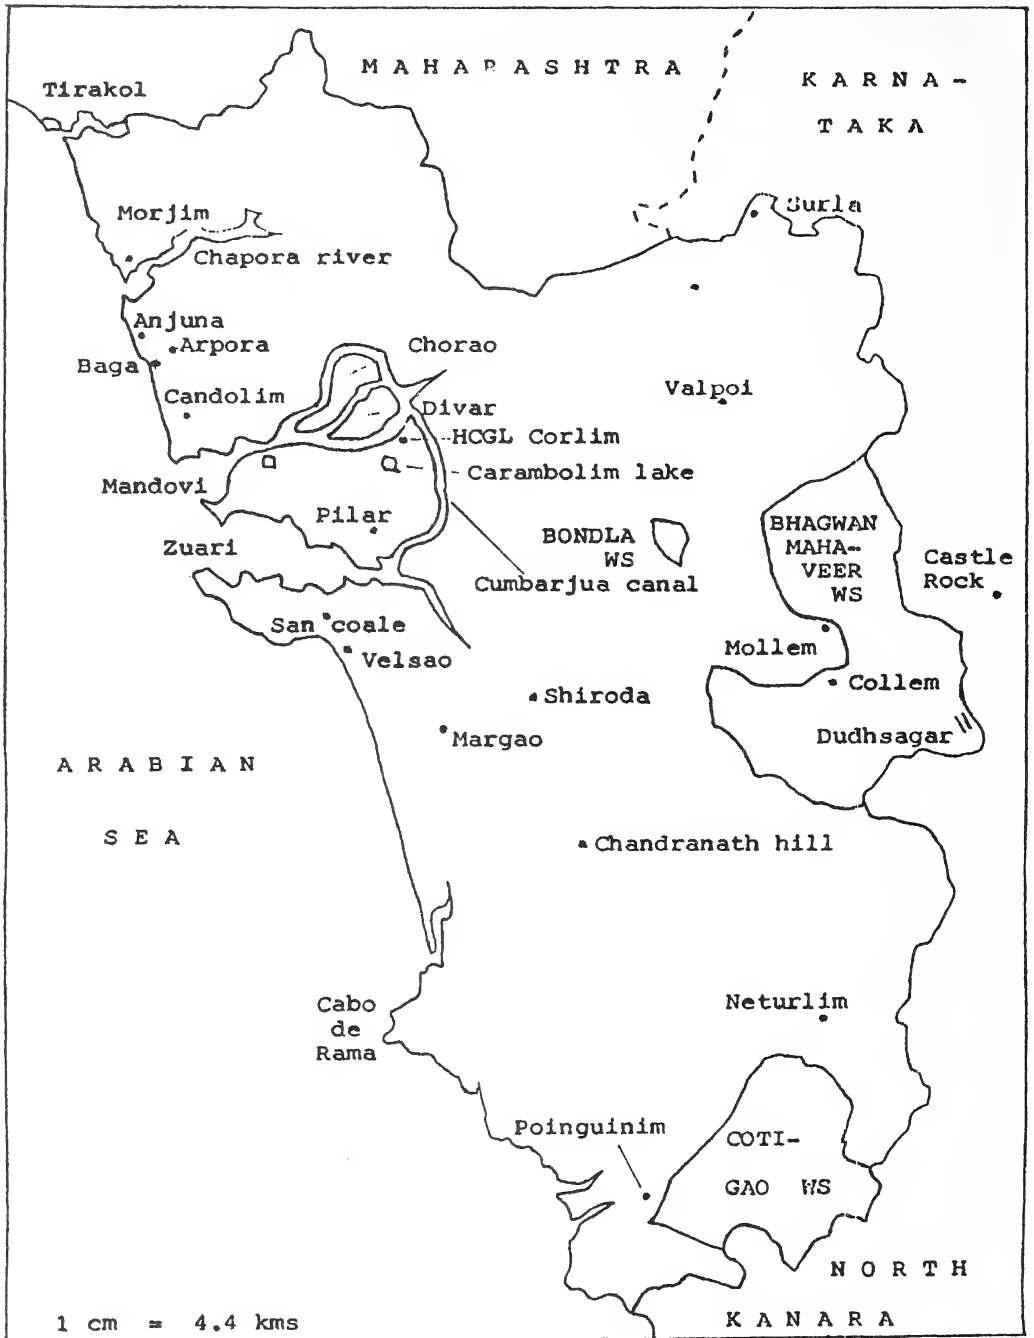 MAHARASHTRA
KARNA-
TAKA
Tirakol
Surla
Morjim
Chapora river
Anjuna
Arpora
Baga
Chorao
Valpoi
Candolim
Divar
HCGL Corlim
Carambolim lake
Mandovi
Pilar
BONDLA
WS
BHAGWAN
MAHA-
VEER
WS
Zuari
Castle
Rock
Cumbarjua canal
San coale
Mollem
Velsao
Collem
Shiroda
Margao
Dudhsagar
ARABIAN
SEA
Chandranath hill
Neturlim
Cabo
de
Rama
Poinguinim
COTI-
GAO WS
NORTH
KANARA
1 cm = 4.4 kms